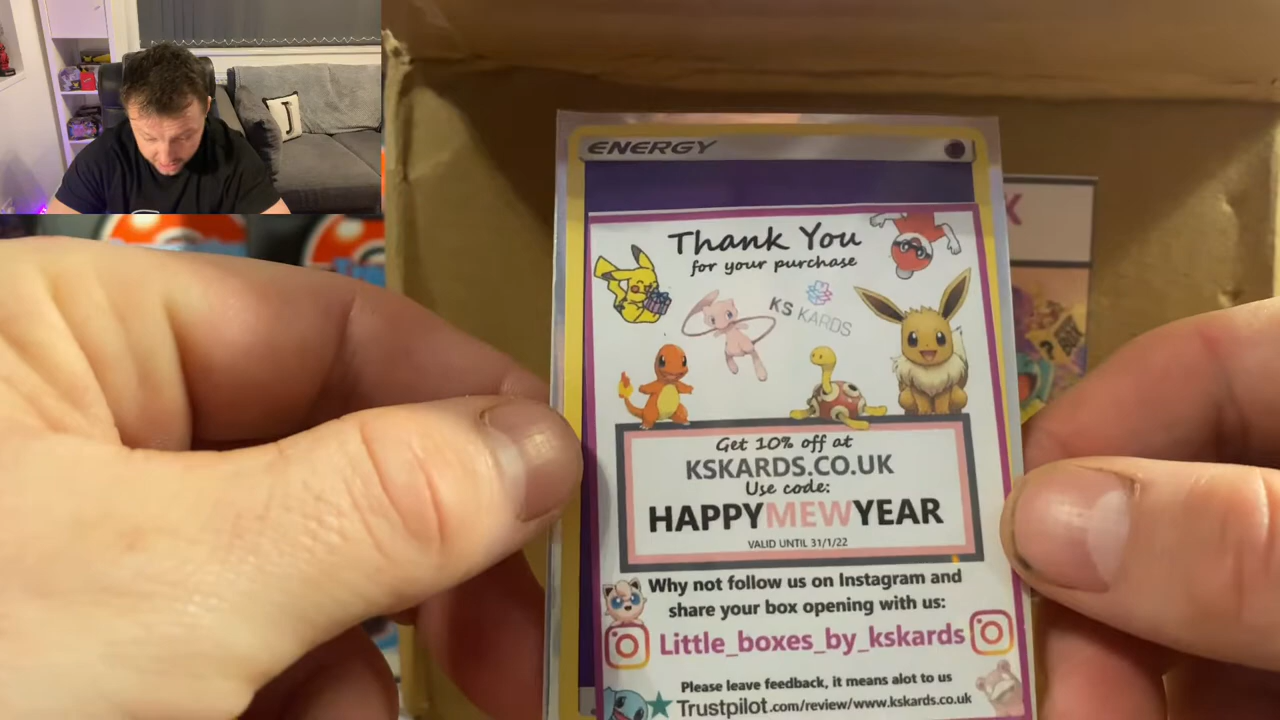 ENERGY
Thank You
for your purchase
KS KARDS
Get 10% off at
KSKARDS.CO.UK
Use code:
HAPPYMEWYEAR
VALID UNTIL 31/1/22
Why not follow us on Instagram and
share your box opening with us:
Little_boxes_by_kskards
Please leave feedback, it means alot to us
Trustpilot.com/review/www.kskards.co.uk
J